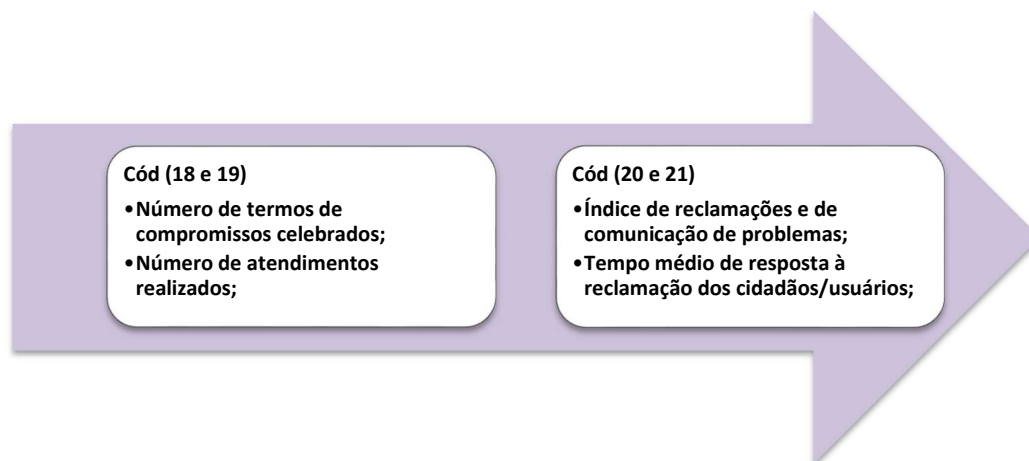 Cód (18 e 19)
•Número de termos de
compromissos celebrados;
•Número de atendimentos
realizados;
Cód (20 e 21)
•Índice de reclamações e de
comunicação de problemas;
•Tempo médio de resposta à
reclamação dos cidadãos/usuários;